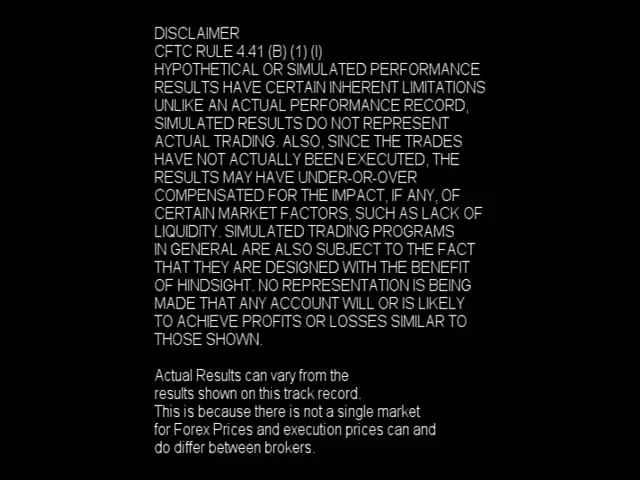 DISCLAIMER
CFTC RULE 4.41 (B) (1) (I)
HYPOTHETICAL OR SIMULATED PERFORMANCE
RESULTS HAVE CERTAIN INHERENT LIMITATIONS
UNLIKE AN ACTUAL PERFORMANCE RECORD,
SIMULATED RESULTS DO NOT REPRESENT
ACTUAL TRADING. ALSO, SINCE THE TRADES
HAVE NOT ACTUALLY BEEN EXECUTED, THE
RESULTS MAY HAVE UNDER-OR-OVER
COMPENSATED FOR THE IMPACT, IF ANY, OF
CERTAIN MARKET FACTORS, SUCH AS LACK OF
LIQUIDITY. SIMULATED TRADING PROGRAMS
IN GENERAL ARE ALSO SUBJECT TO THE FACT
THAT THEY ARE DESIGNED WITH THE BENEFIT
OF HINDSIGHT. NO REPRESENTATION IS BEING
MADE THAT ANY ACCOUNT WILL OR IS LIKELY
TO ACHIEVE PROFITS OR LOSSES SIMILAR TO
THOSE SHOWN.
Actual Results can vary from the
results shown on this track record.
This is because there is not a single market
for Forex Prices and execution prices can and
do differ between brokers.